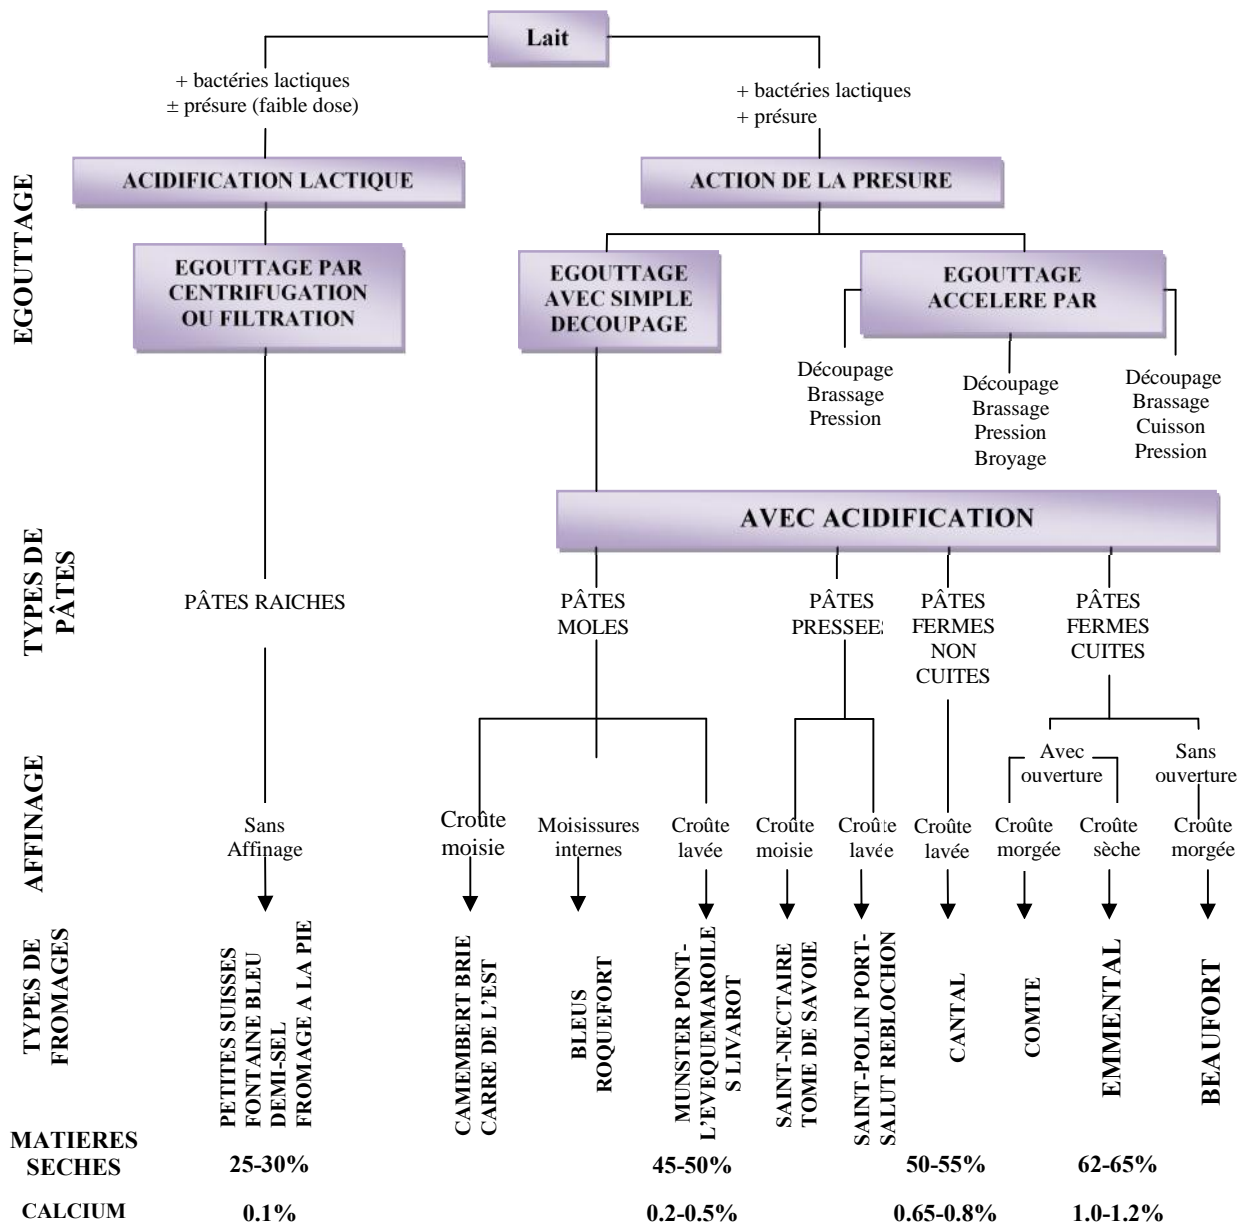 Lait
+ bactéries lactiques
± présure (faible dose)
+ bactéries lactiques
+ présure
EGOUTTAGE
ACIDIFICATION LACTIQUE
ACTION DE LA PRESURE
EGOUTTAGE PAR
CENTRIFUGATION
OU FILTRATION
EGOUTTAGE
AVEC SIMPLE
DECOUPAGE
EGOUTTAGE
ACCELERE PAR
Découpage
Brassage
Pression
Découpage
Brassage
Pression
Broyage
Découpage
Brassage
Cuisson
Pression
AVEC ACIDIFICATION
TYPES DE
PÂTES
PÂTES RAICHES
PÂTES
MOLES
PÂTES
PRESSEES
PÂTES
FERMES
NON
CUITES
PÂTES
FERMES
CUITES
Avec
ouverture
Sans
ouverture
AFFINAGE
Sans
Affinage
Croûte
moisie
Moisissures
internes
Croûte
lavée
Croûte
moisie
Croûte
lavée
Croûte
lavée
Croûte
morgée
Croûte
sèche
Croûte
morgée
TYPES DE
FROMAGES
PETITES SUISSES
FONTAINE BLEU
DEMI-SEL
FROMAGE A LA PIE
CAMEMBERT BRIE
CARRE DE L’EST
BLEUS
ROQUEFORT
MUNSTER PONT-
L’EVEQUEMAROILE
S LIVAROT
SAINT-NECTAIRE
TOME DE SAVOIE
SAINT-POLIN PORT-
SALUT REBLOCHON
CANTAL
COMTE
EMMENTAL
BEAUFORT
MATIERES
SECHES
25-30%
45-50%
50-55%
62-65%
CALCIUM
0.1%
0.2-0.5%
0.65-0.8%
1.0-1.2%